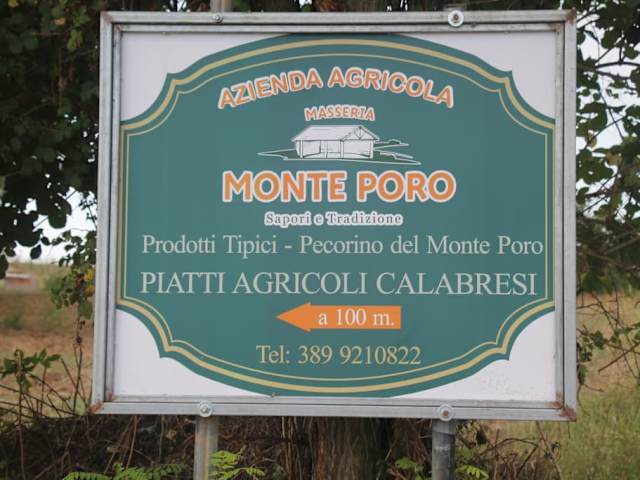 AZIENDA AGRICOLA
MASSERIA
MONTE PORO
Sapori e Tradizione
Prodotti Tipici - Pecorino del Monte Poro
PIATTI AGRICOLI CALABRESI
a 100 m.
Tel: 389 9210822